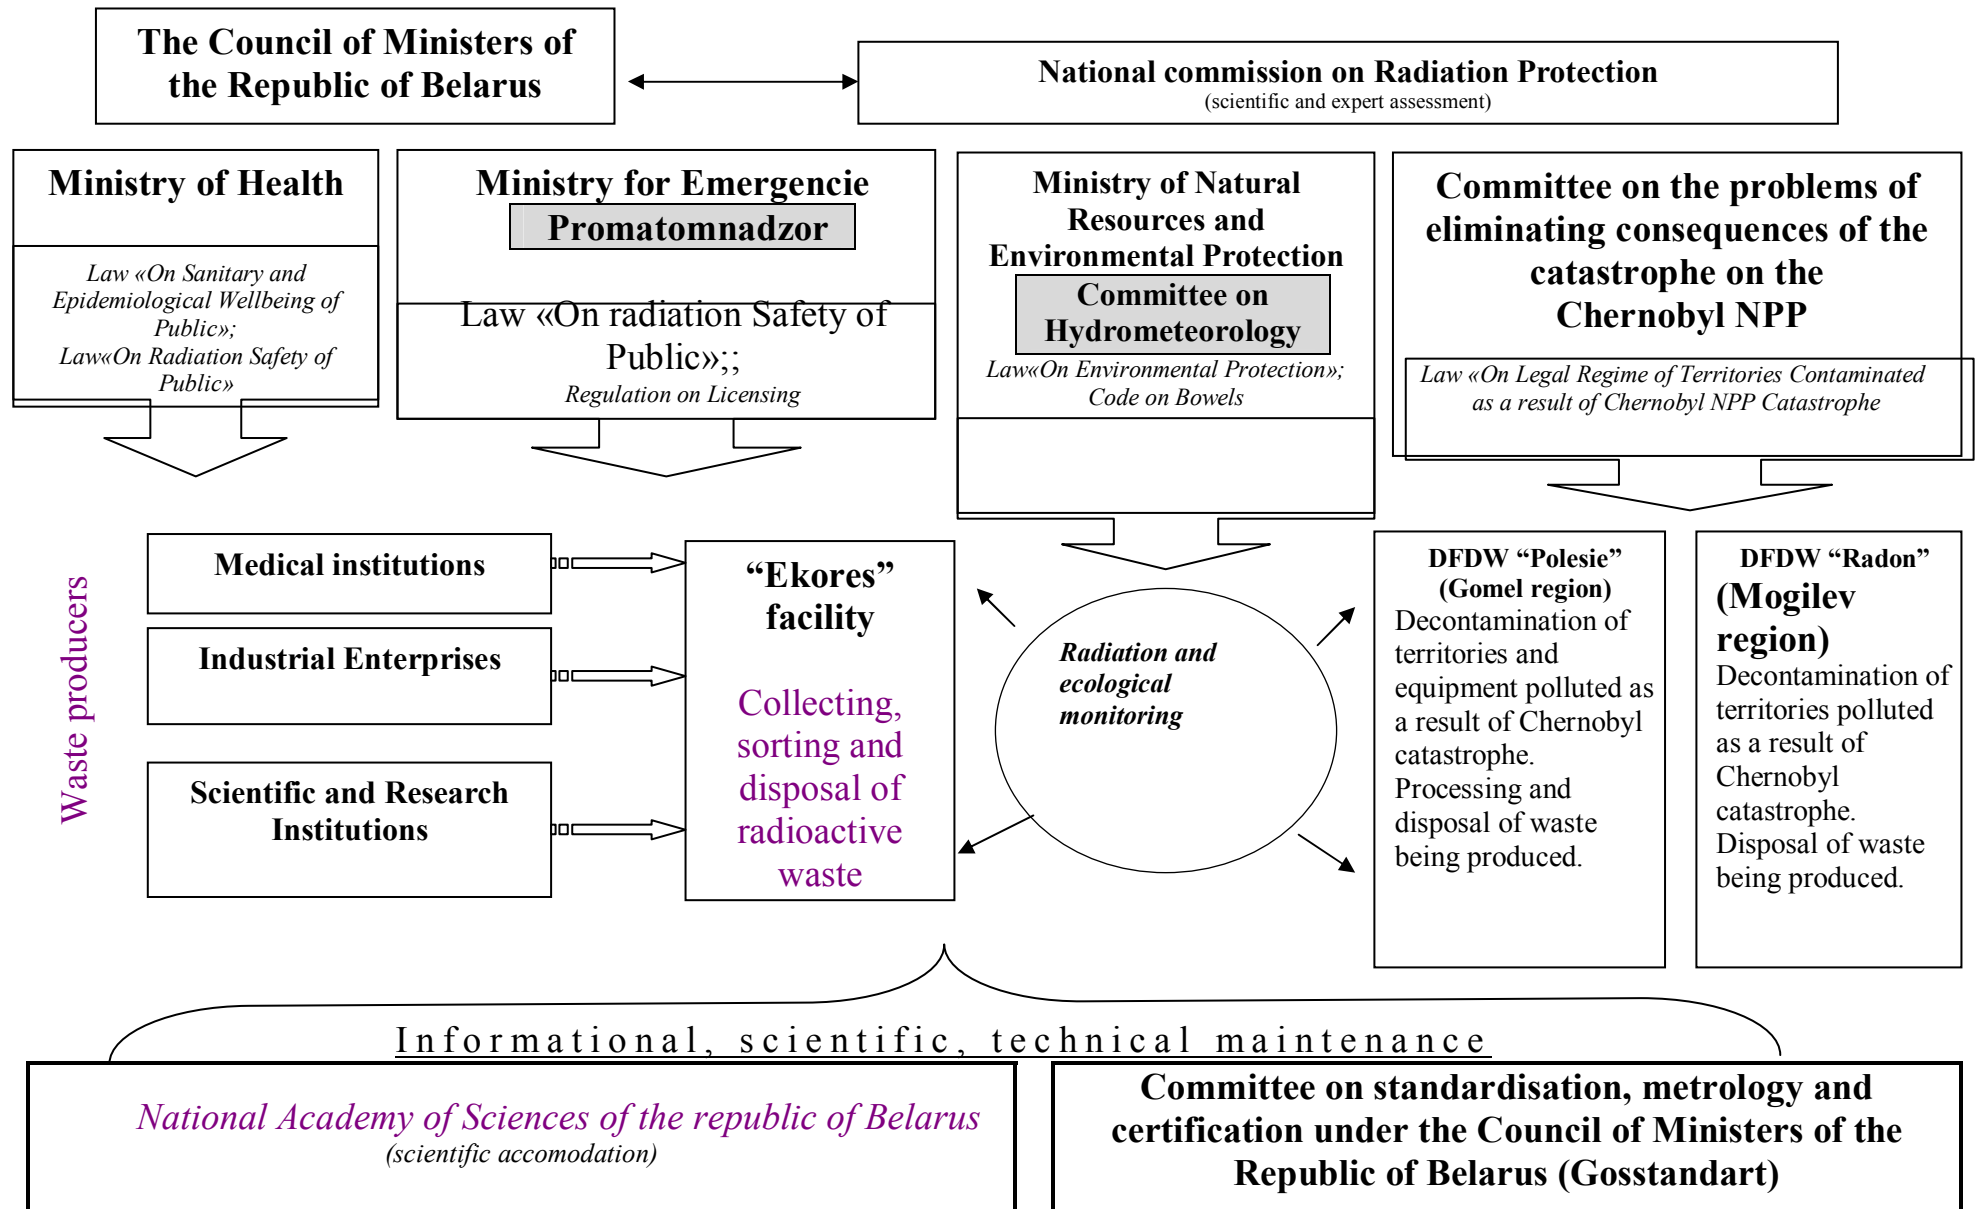 The Council of Ministers of
the Republic of Belarus
National commission on Radiation Protection
(scientific and expert assessment)
Ministry of Health
Law «On Sanitary and
Epidemiological Wellbeing of
Public»;
Law«On Radiation Safety of
Public»
Ministry for Emergencie
Promatomnadzor
Law «On radiation Safety of
Public»;;
Regulation on Licensing
Ministry of Natural
Resources and
Environmental Protection
Committee on
Hydrometeorology
Law«On Environmental Protection»;
Code on Bowels
Committee on the problems of
eliminating consequences of the
catastrophe on the
Chernobyl NPP
Law «On Legal Regime of Territories Contaminated
as a result of Chernobyl NPP Catastrophe
Waste producers
Medical institutions
Industrial Enterprises
Scientific and Research
Institutions
“Ekores”
facility
Collecting,
sorting and
disposal of
radioactive
waste
Radiation and
ecological
monitoring
DFDW “Polesie”
(Gomel region)
Decontamination of
territories and
equipment polluted as
a result of Chernobyl
catastrophe.
Processing and
disposal of waste
being produced.
DFDW “Radon”
(Mogilev
region)
Decontamination of
territories polluted
as a result of
Chernobyl
catastrophe.
Disposal of waste
being produced.
Informational, scientific, technical maintenance
National Academy of Sciences of the republic of Belarus
(scientific accomodation)
Committee on standardisation, metrology and
certification under the Council of Ministers of the
Republic of Belarus (Gosstandart)